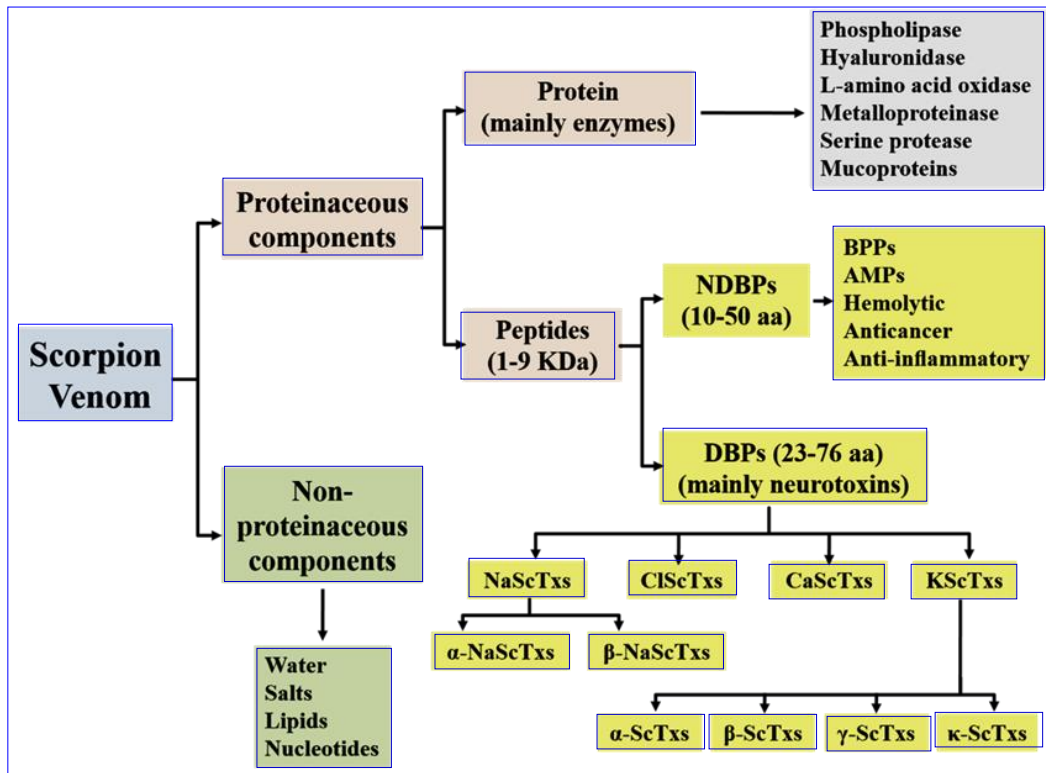 Scorpion
Venom
Proteinaceous
components
Non-
proteinaceous
components
Water
Salts
Lipids
Nucleotides
Protein
(mainly enzymes)
Phospholipase
Hyaluronidase
L-amino acid oxidase
Metalloproteinase
Serine protease
Mucoproteins
Peptides
(1-9 KDa)
NDBPs
(10-50 aa)
BPPs
AMPs
Hemolytic
Anticancer
Anti-inflammatory
DBPs (23-76 aa)
(mainly neurotoxins)
NaScTxs
ClScTxs
CaScTxs
KScTxs
α-NaScTxs
β-NaScTxs
α-ScTxs
β-ScTxs
γ-ScTxs
κ-ScTxs